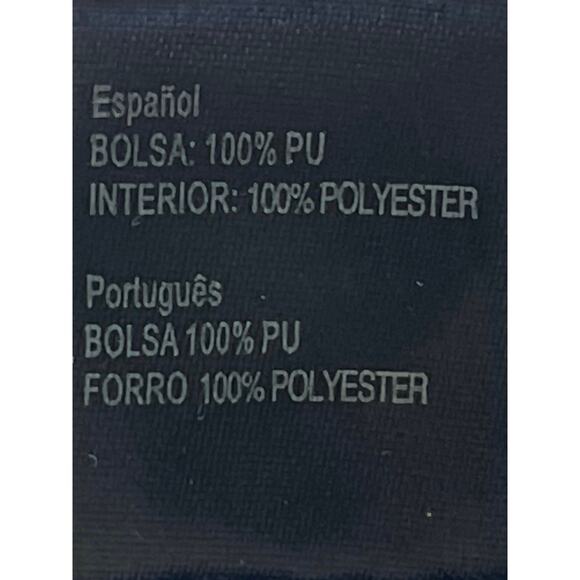 Español
BOLSA: 100% PU
INTERIOR: 100% POLYESTER
Português
BOLSA 100% PU
FORRO 100% POLYESTER